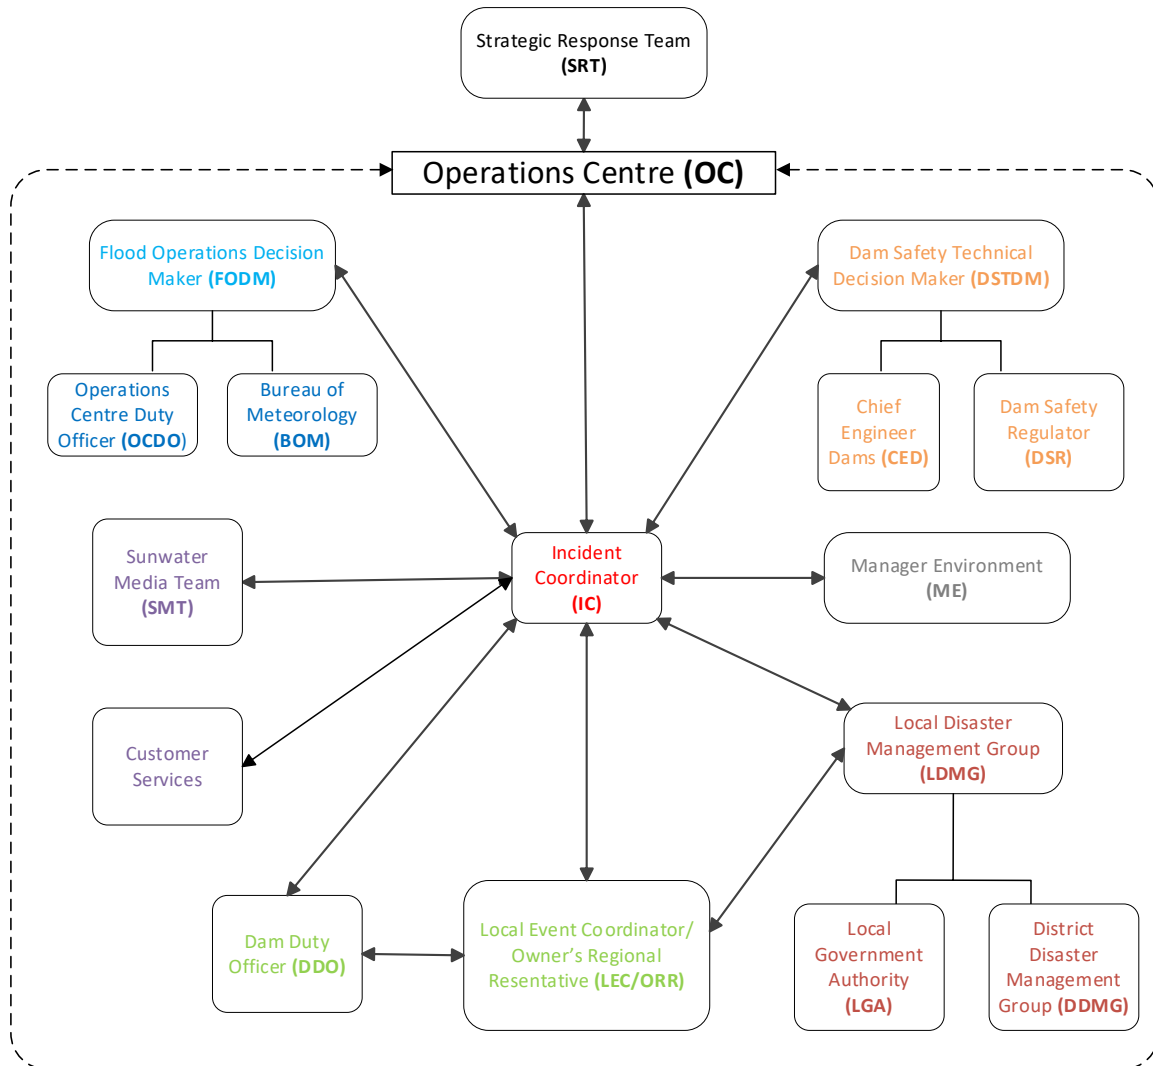 Strategic Response Team
(SRT)
Operations Centre (OC)
Flood Operations Decision
Maker (FODM)
Dam Safety Technical
Decision Maker (DSTDM)
Operations
Centre Duty
Officer (OCDO)
Bureau of
Meteorology
(BOM)
Chief
Engineer
Dams (CED)
Dam Safety
Regulator
(DSR)
Sunwater
Media Team
(SMT)
Incident
Coordinator
(IC)
Manager Environment
(ME)
Customer
Services
Local Disaster
Management Group
(LDMG)
Dam Duty
Officer (DDO)
Local Event Coordinator/
Owner’s Regional
Resentative (LEC/ORR)
Local
Government
Authority
(LGA)
District
Disaster
Management
Group (DDMG)